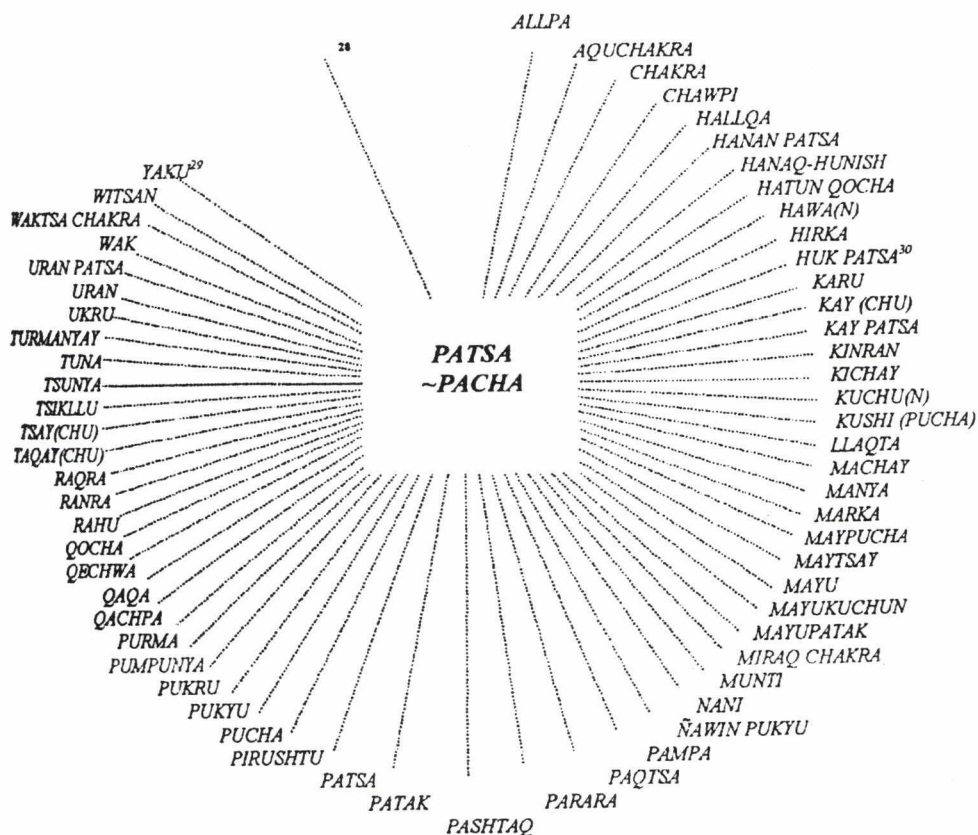 ALLPA
28
AQUCHAKRA
CHAKRA
CHAWPI
HALLQA
HANAN PATSA
HANAQ-HUNISH
HATUN QOCHA
HAWA(N)
HIRKA
HUK PATSA30
KARU
KAY (CHU)
KAY PATSA
KINRAN
KICHAY
KUCHU(N)
KUSHI (PUCHA)
LLAQTA
MACHAY
MANYA
MARKA
MAYPUCHA
MAYTSAY
MAYU
MAYUKUCHUN
MAYUPATAK
MIRAQ CHAKRA
MUNTI
NANI
ÑAWIN PUKYU
PAMPA
PAQTSA
PARARA
PASHTAQ
PATAK
PATSA
PIRUSHTU
PUCHA
PUKYU
PUKRU
PUMPUNYA
PURMA
QACHPA
QAQA
QECHWA
QOCHA
RAHU
RANRA
RAQRA
TAQAY(CHU)
TSAY(CHU)
TSIKLLU
TSUNYA
TUNA
TURMANYAY
UKRU
URAN
URAN PATSA
WAK
WAKTSA CHAKRA
WITSAN
YAKU29
PATSA
~PACHA